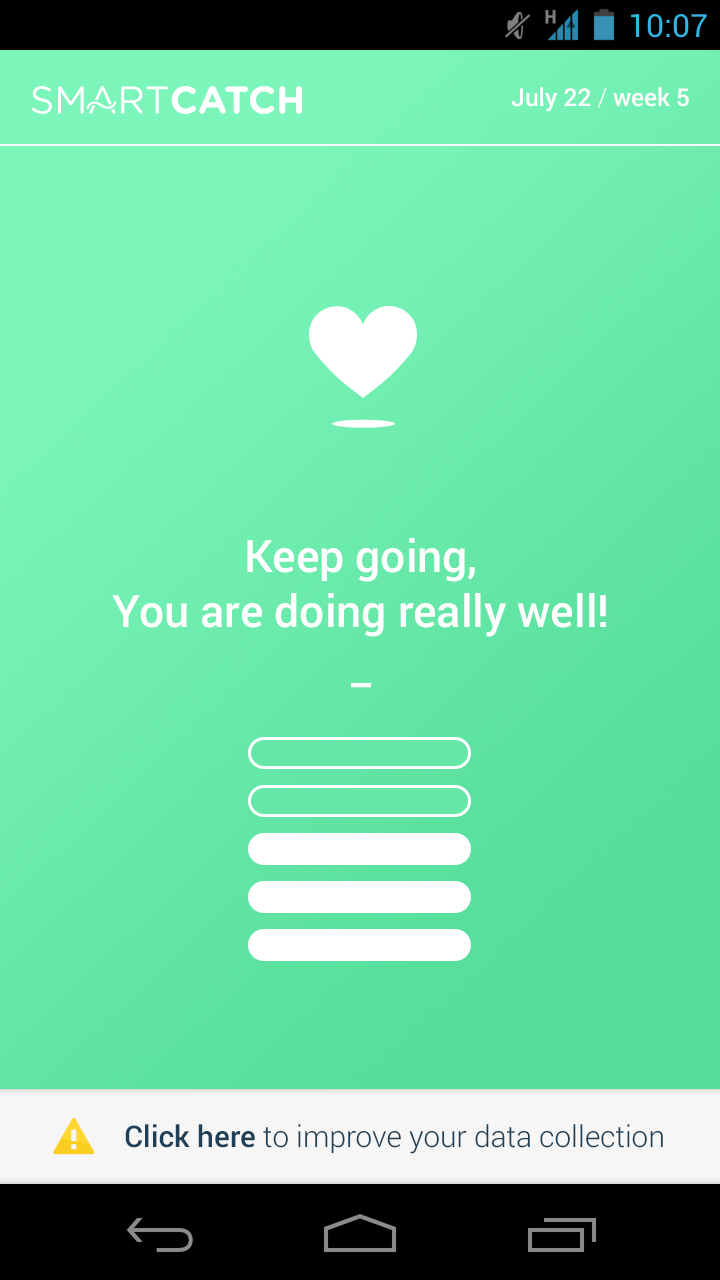 H
10:07
SMARTCATCH
July 22 / week 5
Keep going,
You are doing really well!
Click here to improve your data collection